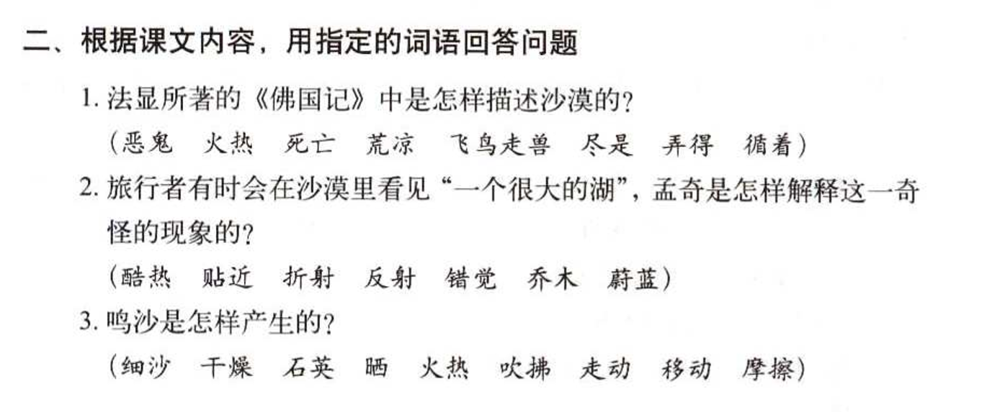 二、根据课文内容，用指定的词语回答问题
1. 法显所著的《佛国记》中是怎样描述沙漠的?
（恶鬼 火热 死亡 荒凉 飞鸟走兽 尽是 弄得 循着）
2. 旅行者有时会在沙漠里看见“一个很大的湖”，孟奇是怎样解释这一奇
怪的现象的?
（酷热 贴近 折射 反射 错觉 乔木 蔚蓝）
3. 鸣沙是怎样产生的?
（细沙 干燥 石英 晒 火热 吹拂 走动 移动 摩擦）